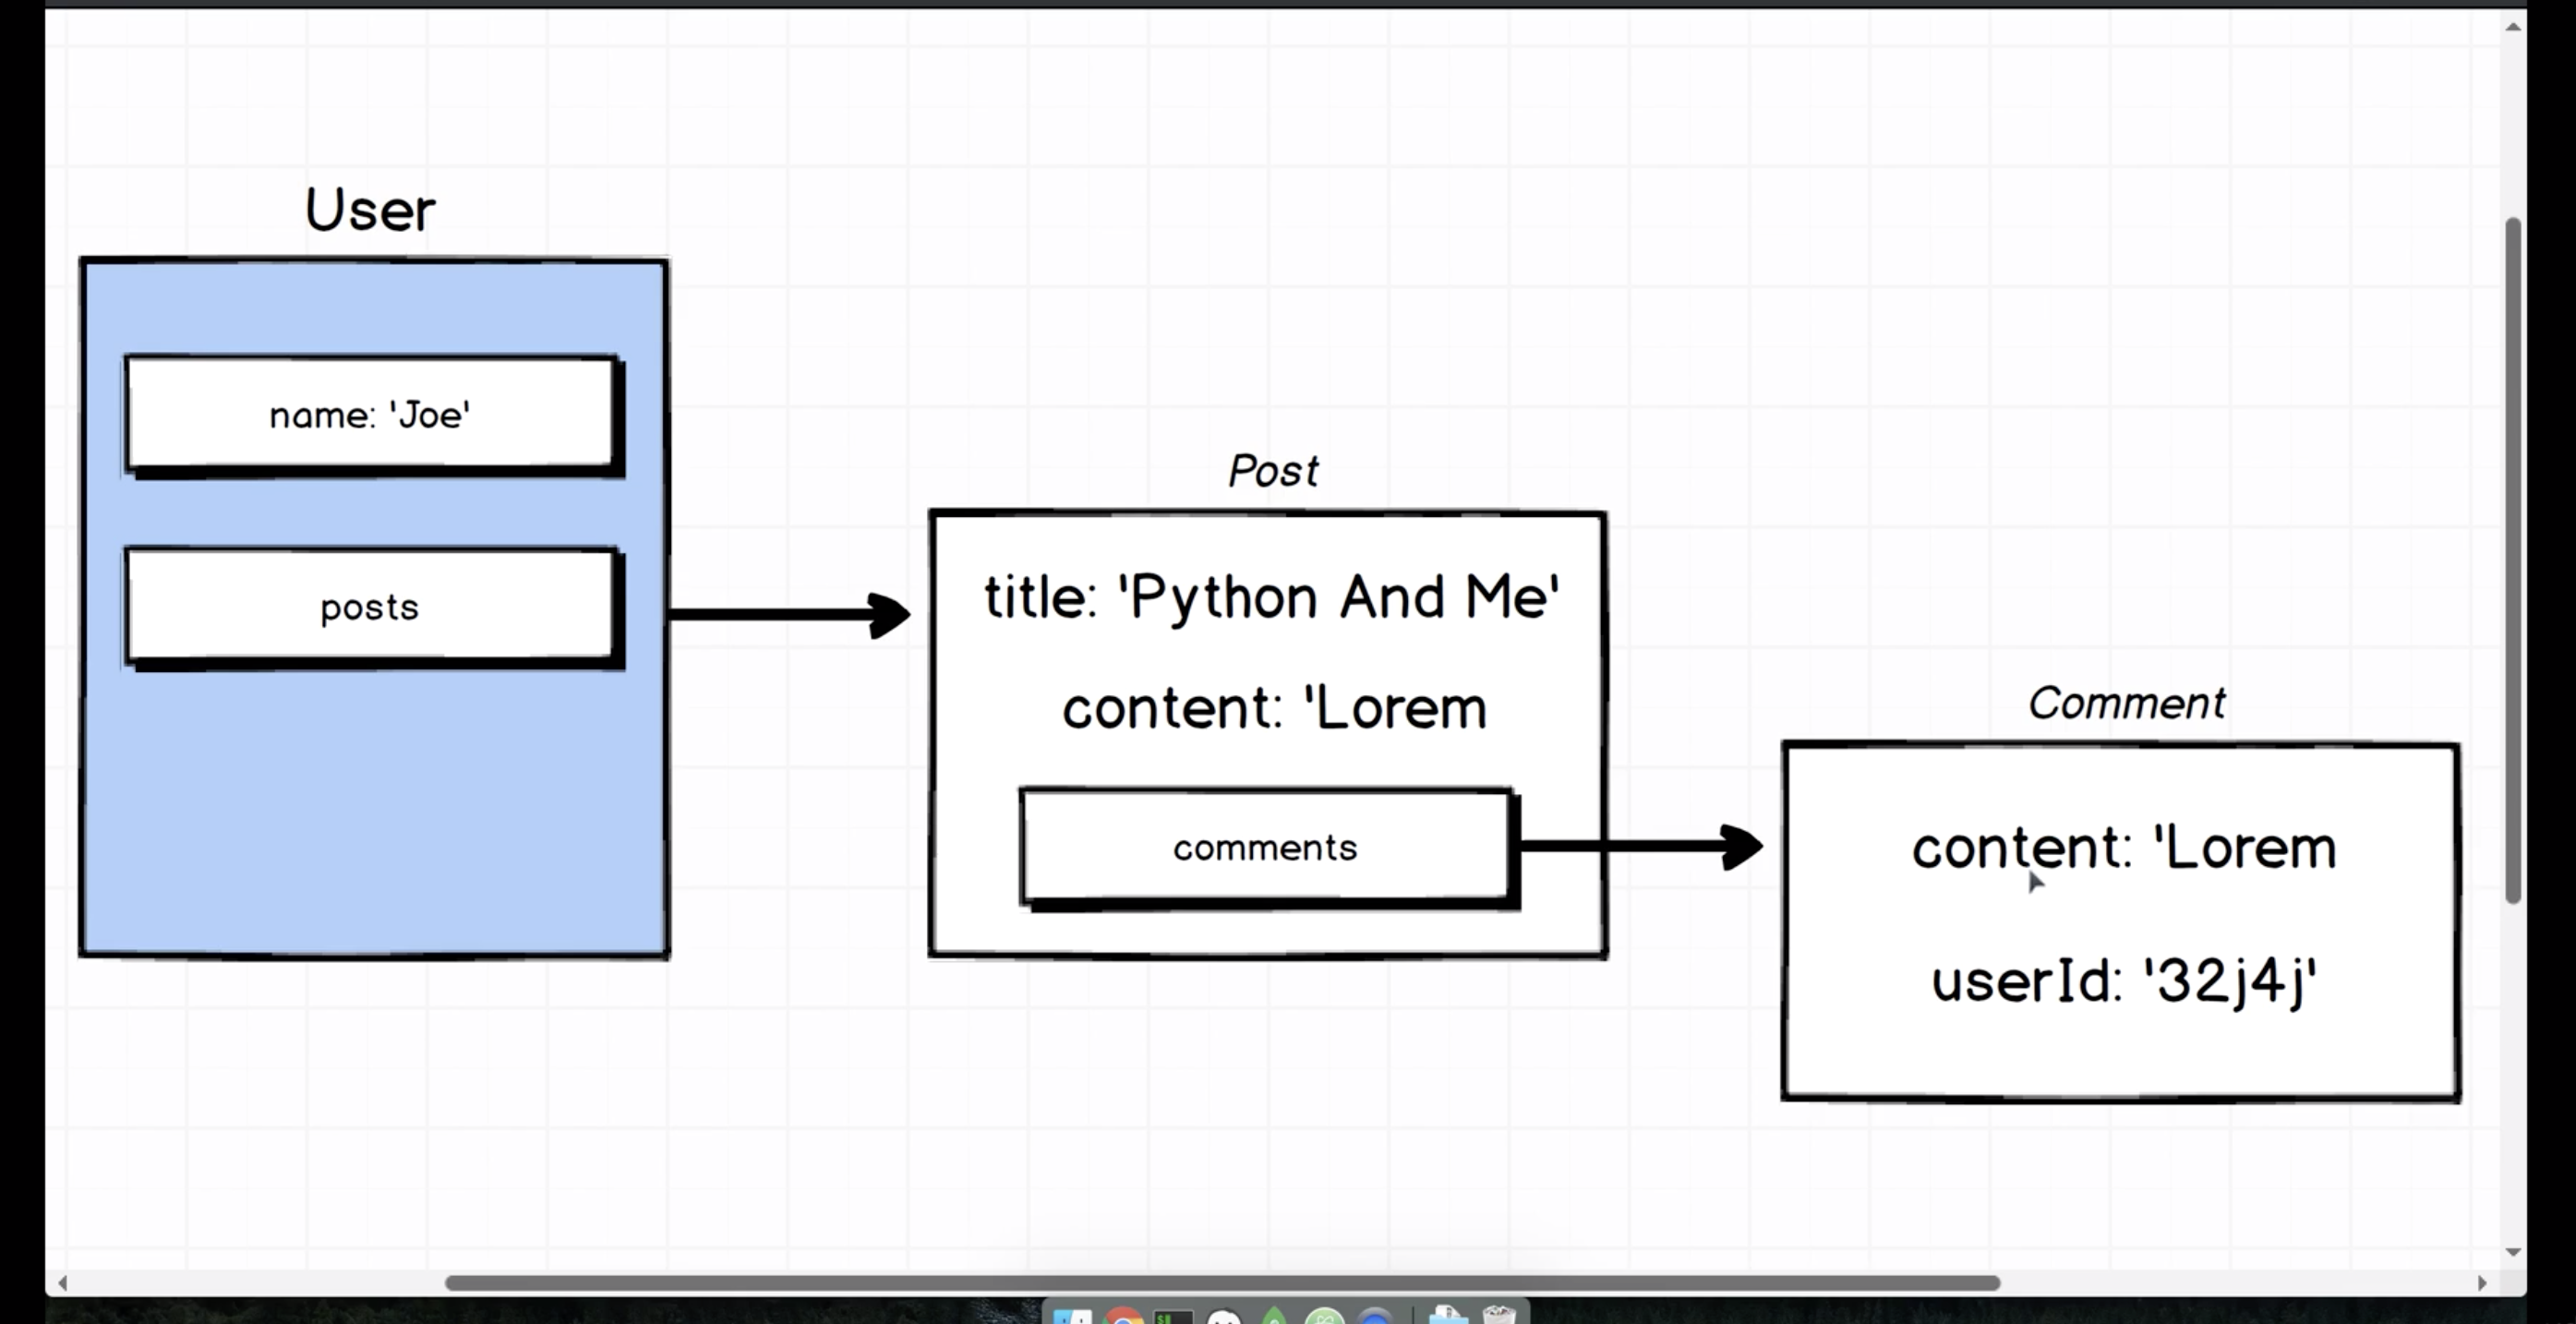 User
name: 'Joe'
posts
Post
title: 'Python And Me'
content: 'Lorem
comments
Comment
content: 'Lorem
userId: '32j4j'